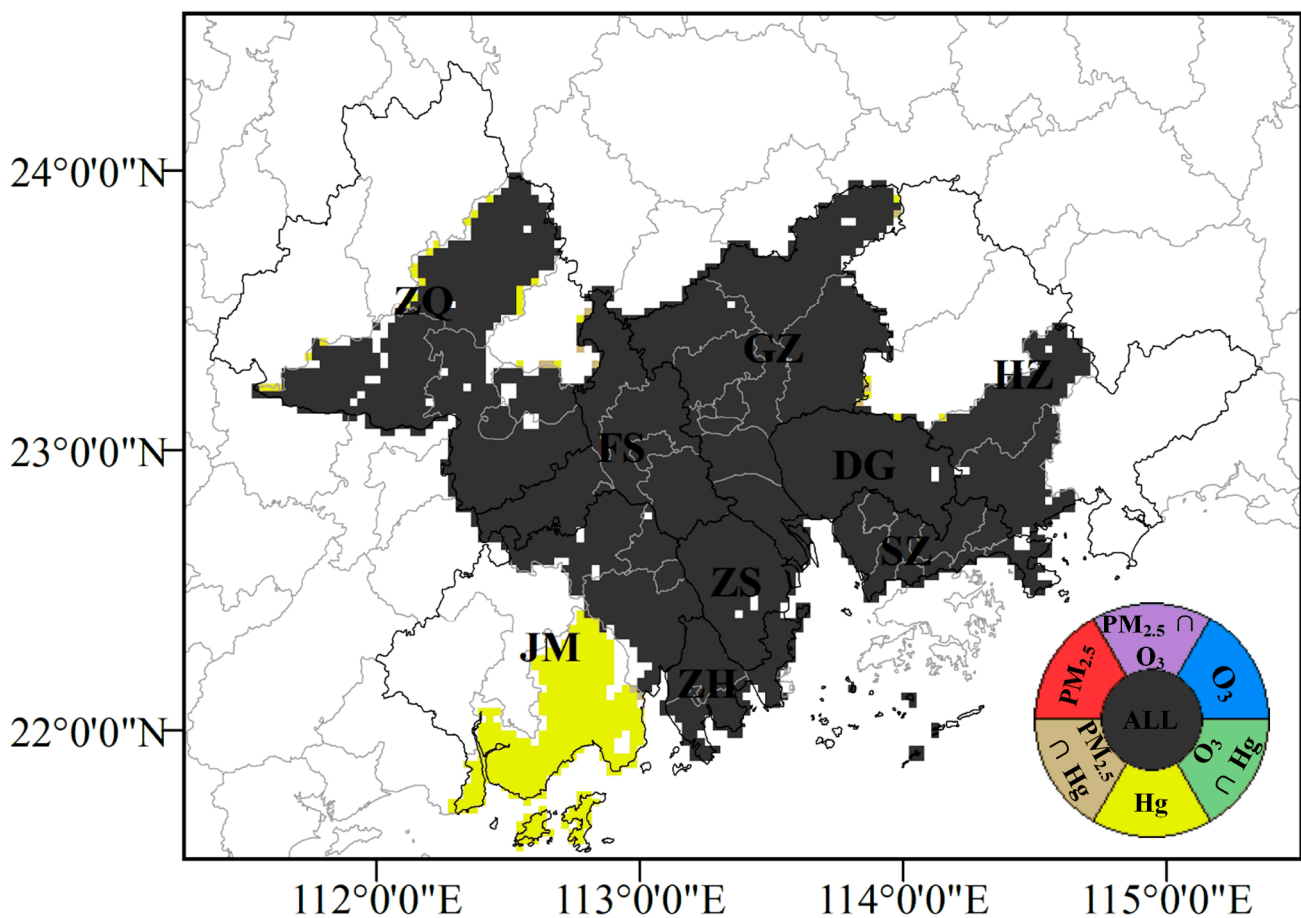 24°0'0"N
23°0'0"N
22°0'0"N
112°0'0"E
113°0'0"E
114°0'0"E
115°0'0"E
ZQ
GZ
HZ
FS
DG
SZ
ZS
JM
ZH
PM₂.₅ ∩
O₃
PM₂.₅
O₃
ALL
PM₂.₅
∩ Hg
Hg
O₃
∩ Hg